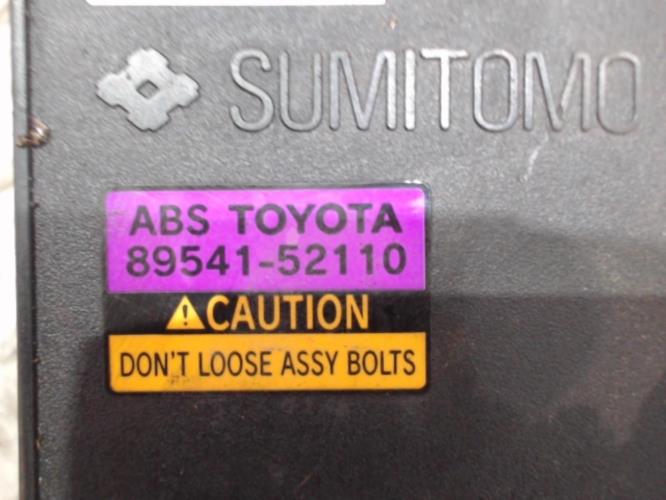 SUMITOMO
ABS TOYOTA
89541-52110
CAUTION
DON'T LOOSE ASSY BOLTS